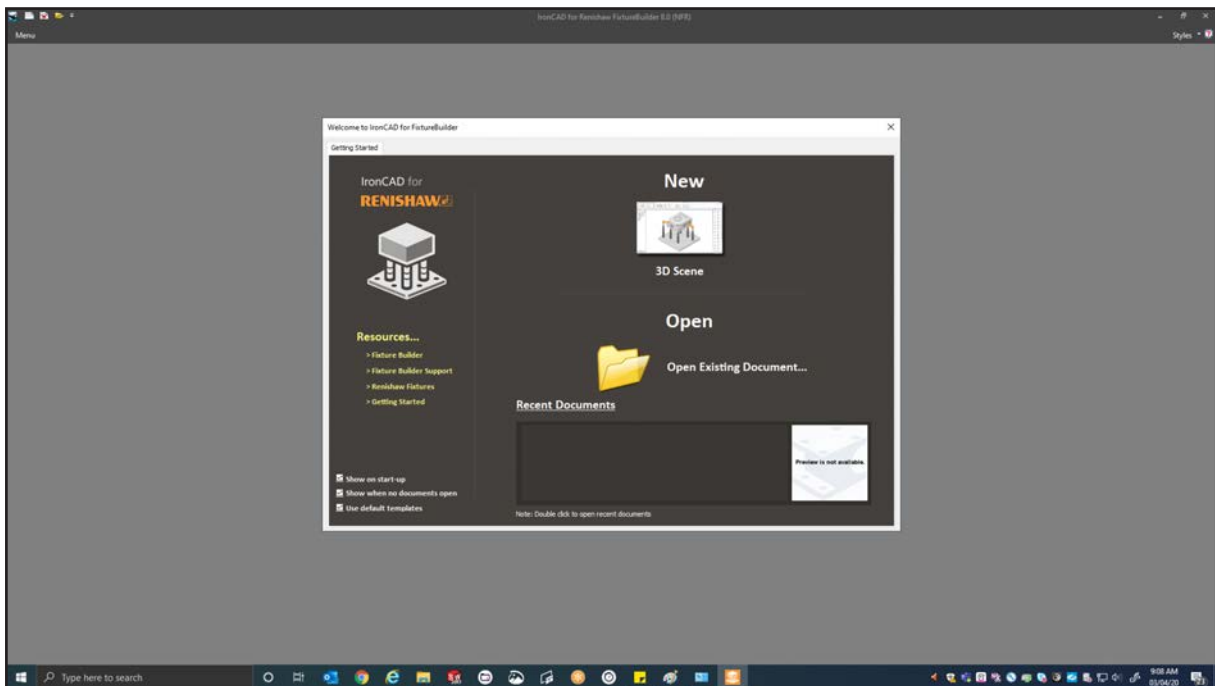 IronCAD for Renishaw FixtureBuilder 8.0 (NFR)
Menu
Styles
Welcome to IronCAD for FixtureBuilder
Getting Started
IronCAD for
RENISHAW
New
3D Scene
Open
Open Existing Document...
Resources...
> Fixture Builder
> Fixture Builder Support
> Renishaw Fixtures
> Getting Started
Recent Documents
Preview is not available.
Show on start-up
Show when no documents open
Use default templates
Note: Double click to open recent documents
Type here to search
9:08 AM
03/04/20